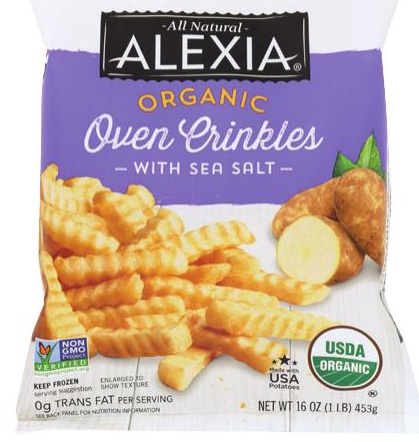 -All Natural-
ALEXIA®
ORGANIC
Oven Crinkles
— WITH SEA SALT —
NON
GMO
Project
VERIFIED
nongmoproject.org
KEEP FROZEN
serving suggestion
ENLARGED TO
SHOW TEXTURE
0g TRANS FAT PER SERVING
SEE BACK PANEL FOR NUTRITION INFORMATION
Made with
USA
Potatoes
USDA
ORGANIC
NET WT 16 OZ (1 LB) 453g